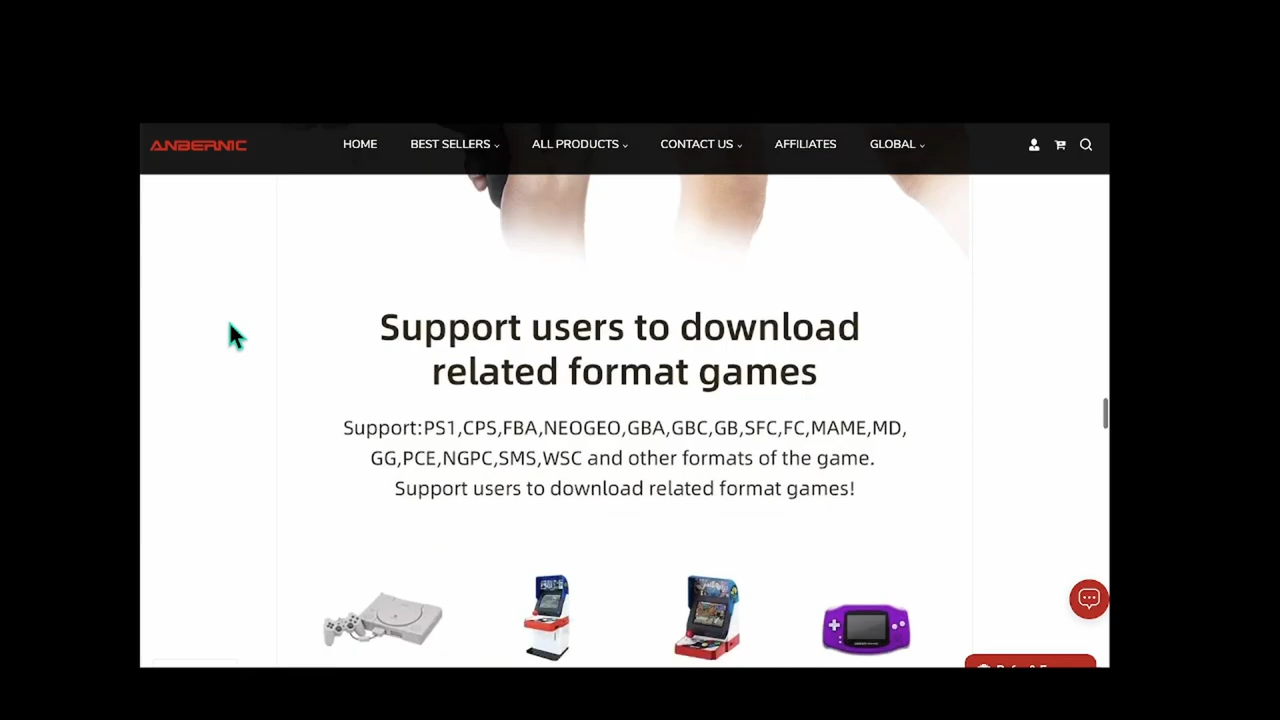 ANBERNIC
HOME
BEST SELLERS
ALL PRODUCTS
CONTACT US
AFFILIATES
GLOBAL
Support users to download
related format games
Support:PS1,CPS,FBA,NEOGEO,GBA,GBC,GB,SFC,FC,MAME,MD,
GG,PCE,NGPC,SMS,WSC and other formats of the game.
Support users to download related format games!